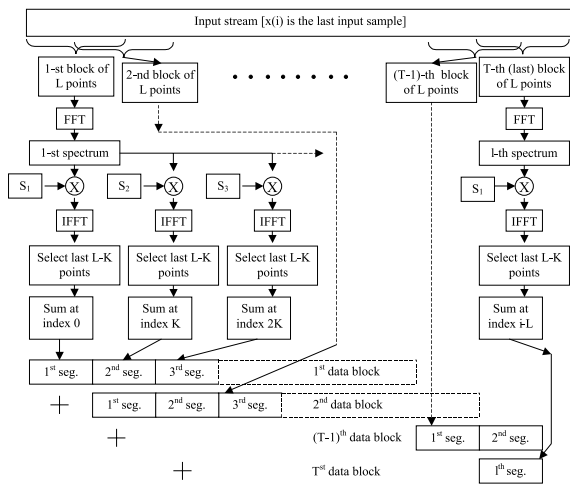 Input stream [x(i) is the last input sample]
1-st block of
L points
2-nd block of
L points
(T-1)-th block
of L points
T-th (last) block
of L points
FFT
FFT
1-st spectrum
l-th spectrum
S1
X
S2
X
S3
X
S1
X
IFFT
IFFT
IFFT
IFFT
Select last L-K
points
Select last L-K
points
Select last L-K
points
Select last L-K
points
Sum at
index 0
Sum at
index K
Sum at
index 2K
Sum at
index i-L
1st seg.
2nd seg.
3rd seg.
1st data block
+
1st seg.
2nd seg.
3rd seg.
2nd data block
+
(T-1)th data block
1st seg.
2nd seg.
+
Tst data block
lth seg.